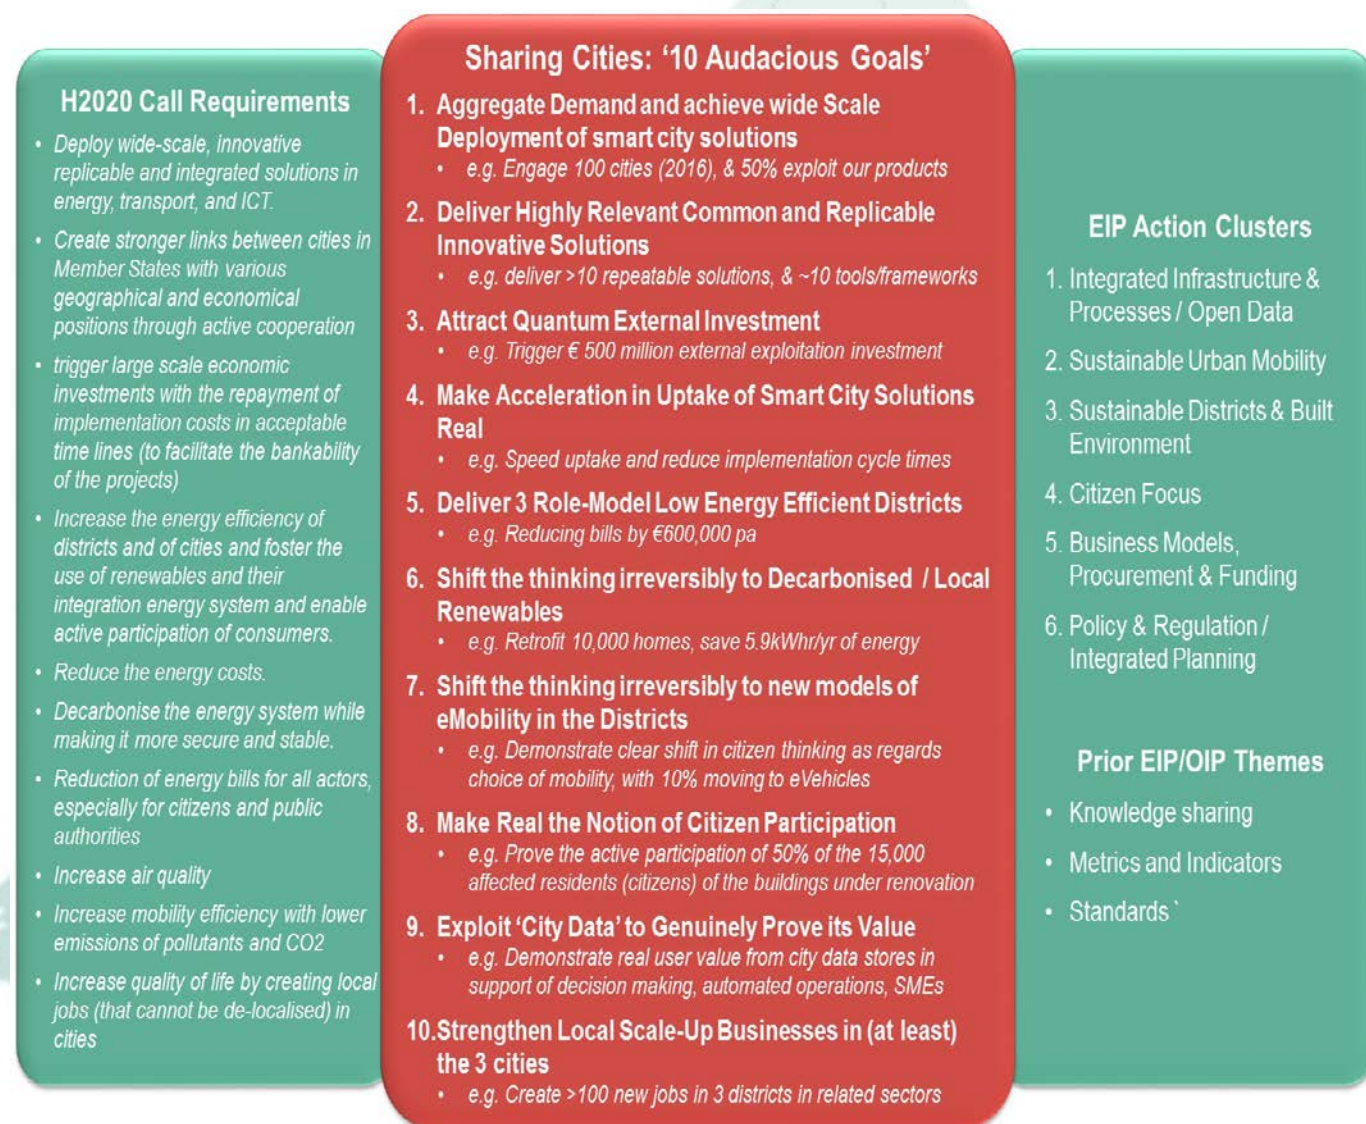 H2020 Call Requirements
• Deploy wide-scale, innovative
replicable and integrated solutions in
energy, transport, and ICT.
• Create stronger links between cities in
Member States with various
geographical and economical
positions through active cooperation
• trigger large scale economic
investments with the repayment of
implementation costs in acceptable
time lines (to facilitate the bankability
of the projects)
• Increase the energy efficiency of
districts and of cities and foster the
use of renewables and their
integration energy system and enable
active participation of consumers.
• Reduce the energy costs.
• Decarbonise the energy system while
making it more secure and stable.
• Reduction of energy bills for all actors,
especially for citizens and public
authorities
• Increase air quality
• Increase mobility efficiency with lower
emissions of pollutants and CO2
• Increase quality of life by creating local
jobs (that cannot be de-localised) in
cities
Sharing Cities: ‘10 Audacious Goals’
1. Aggregate Demand and achieve wide Scale
Deployment of smart city solutions
• e.g. Engage 100 cities (2016), & 50% exploit our products
2. Deliver Highly Relevant Common and Replicable
Innovative Solutions
• e.g. deliver >10 repeatable solutions, & ~10 tools/frameworks
3. Attract Quantum External Investment
• e.g. Trigger € 500 million external exploitation investment
4. Make Acceleration in Uptake of Smart City Solutions
Real
• e.g. Speed uptake and reduce implementation cycle times
5. Deliver 3 Role-Model Low Energy Efficient Districts
• e.g. Reducing bills by €600,000 pa
6. Shift the thinking irreversibly to Decarbonised / Local
Renewables
• e.g. Retrofit 10,000 homes, save 5.9kWhr/yr of energy
7. Shift the thinking irreversibly to new models of
eMobility in the Districts
• e.g. Demonstrate clear shift in citizen thinking as regards
choice of mobility, with 10% moving to eVehicles
8. Make Real the Notion of Citizen Participation
• e.g. Prove the active participation of 50% of the 15,000
affected residents (citizens) of the buildings under renovation
9. Exploit ‘City Data’ to Genuinely Prove its Value
• e.g. Demonstrate real user value from city data stores in
support of decision making, automated operations, SMEs
10.Strengthen Local Scale-Up Businesses in (at least)
the 3 cities
• e.g. Create >100 new jobs in 3 districts in related sectors
EIP Action Clusters
1. Integrated Infrastructure &
Processes / Open Data
2. Sustainable Urban Mobility
3. Sustainable Districts & Built
Environment
4. Citizen Focus
5. Business Models,
Procurement & Funding
6. Policy & Regulation /
Integrated Planning
Prior EIP/OIP Themes
• Knowledge sharing
• Metrics and Indicators
• Standards `